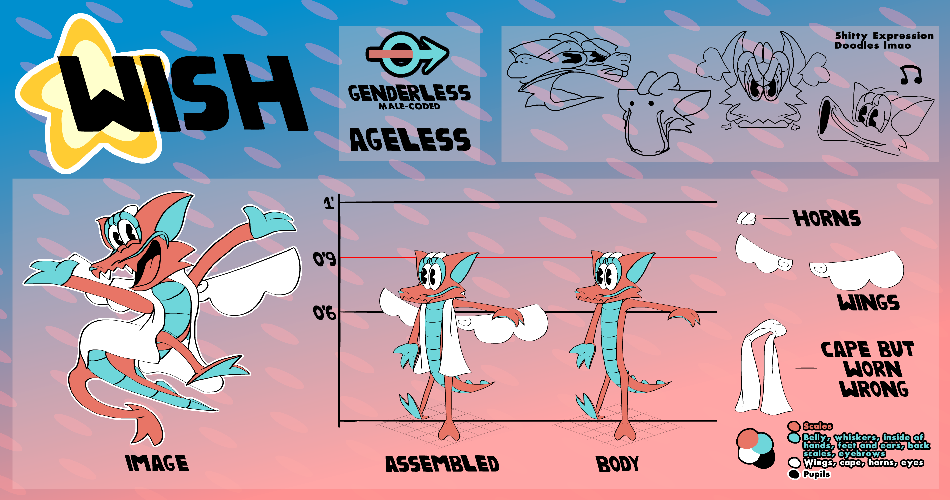 WISH
GENDERLESS
MALE-CODED
AGELESS
Shitty Expression
Doodles lmao
1'
0'9
0'6
IMAGE
ASSEMBLED
BODY
HORNS
WINGS
CAPE BUT
WORN
WRONG
Scales
Belly, whiskers, inside of
hands, feet and ears, back
scales, eyebrows
Wings, cape, horns, eyes
Pupils